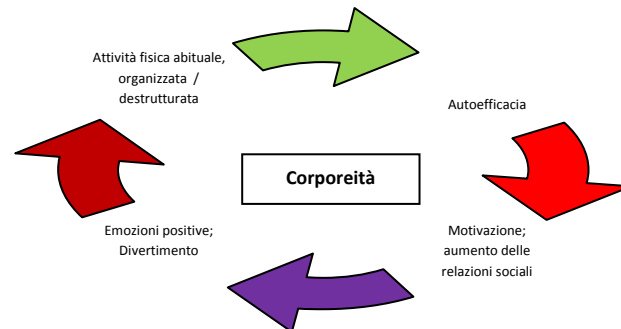 Attività fisica abituale,
organizzata /
destrutturata
Autoefficacia
Corporeità
Emozioni positive;
Divertimento
Motivazione;
aumento delle
relazioni sociali